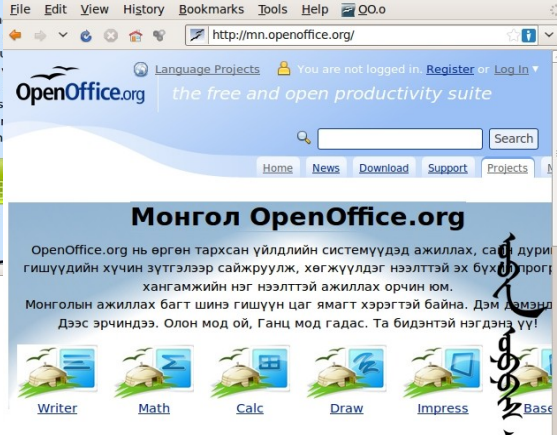 File Edit View History Bookmarks Tools Help OO.o
http://mn.openoffice.org/
Language Projects You are not logged in. Register or Log In
OpenOffice.org the free and open productivity suite
Search
Home News Download Support Projects
Монгол OpenOffice.org
OpenOffice.org нь өргөн тархсан үйлдлийн системүүдэд ажиллах,
гишүүдийн хүчин зүтгэлээр сайжруулж, хөгжүүлдэг нээлттэй эх
хангамжийн нэг нээлттэй ажиллах орчин юм.
Монголын ажиллах багт шинэ гишүүн цаг ямагт хэрэгтэй байна. Дэм
Дээс эрчиндээ. Олон мод ой, Ганц мод гадас. Та бидэнтэй нэгдэнэ үү!
Writer Math Calc Draw Impress Base